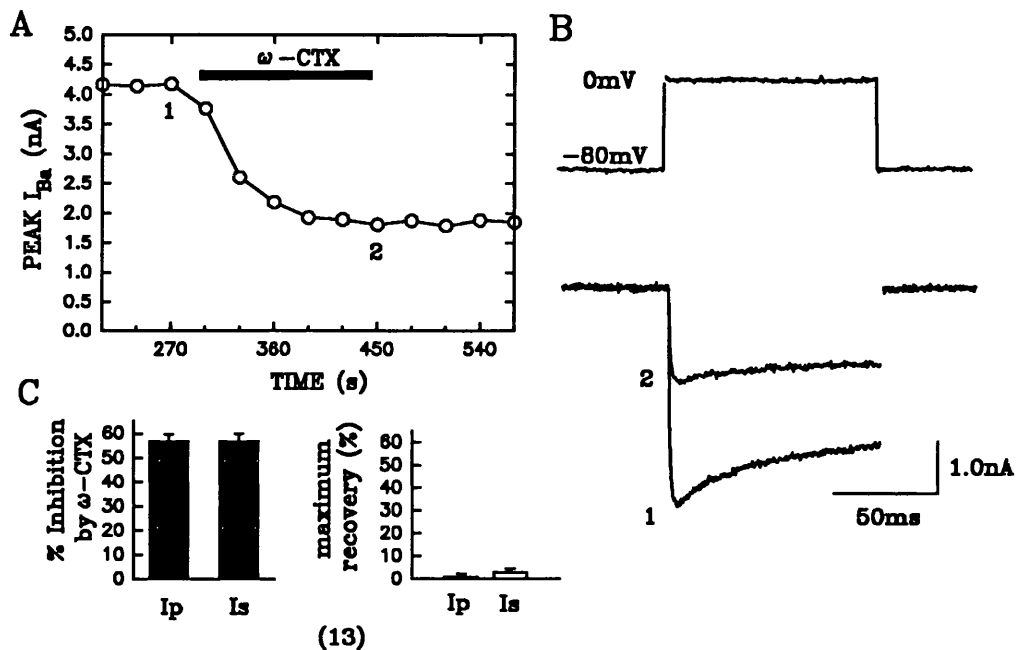 A
PEAK I_Ba (nA)
5.0
4.5
4.0
3.5
3.0
2.5
2.0
1.5
1.0
0.5
0.0
ω-CTX
1
2
270
360
450
540
TIME (s)
B
0mV
-80mV
2
1
1.0nA
50ms
C
% Inhibition
by ω-CTX
60
50
40
30
20
10
0
Ip
Is
maximum
recovery (%)
60
50
40
30
20
10
0
Ip
Is
(13)